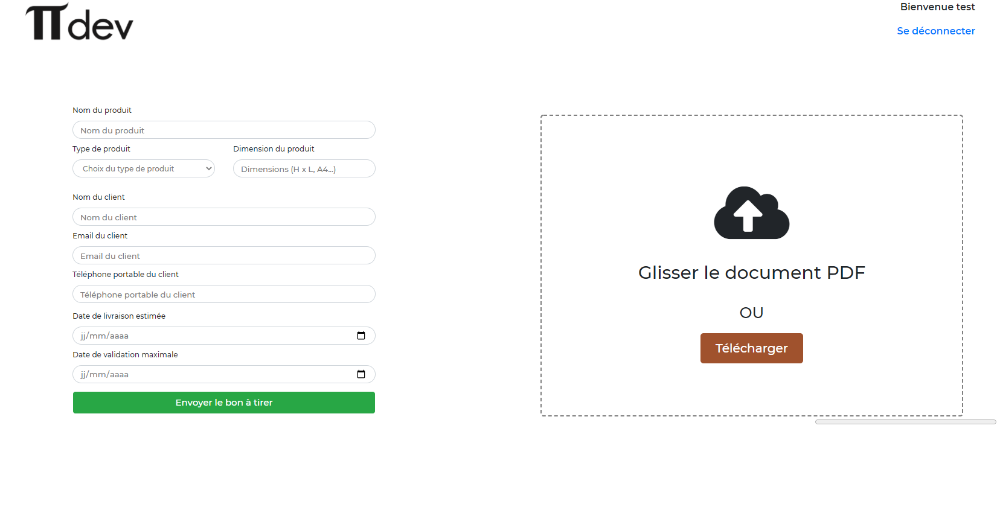 πdev
Bienvenue test
Se déconnecter
Nom du produit
Nom du produit
Type de produit
Dimension du produit
Choix du type de produit
Dimensions (H x L, A4...)
Nom du client
Nom du client
Email du client
Email du client
Téléphone portable du client
Téléphone portable du client
Date de livraison estimée
jj/mm/aaaa
Date de validation maximale
jj/mm/aaaa
Envoyer le bon à tirer
Glisser le document PDF
OU
Télécharger